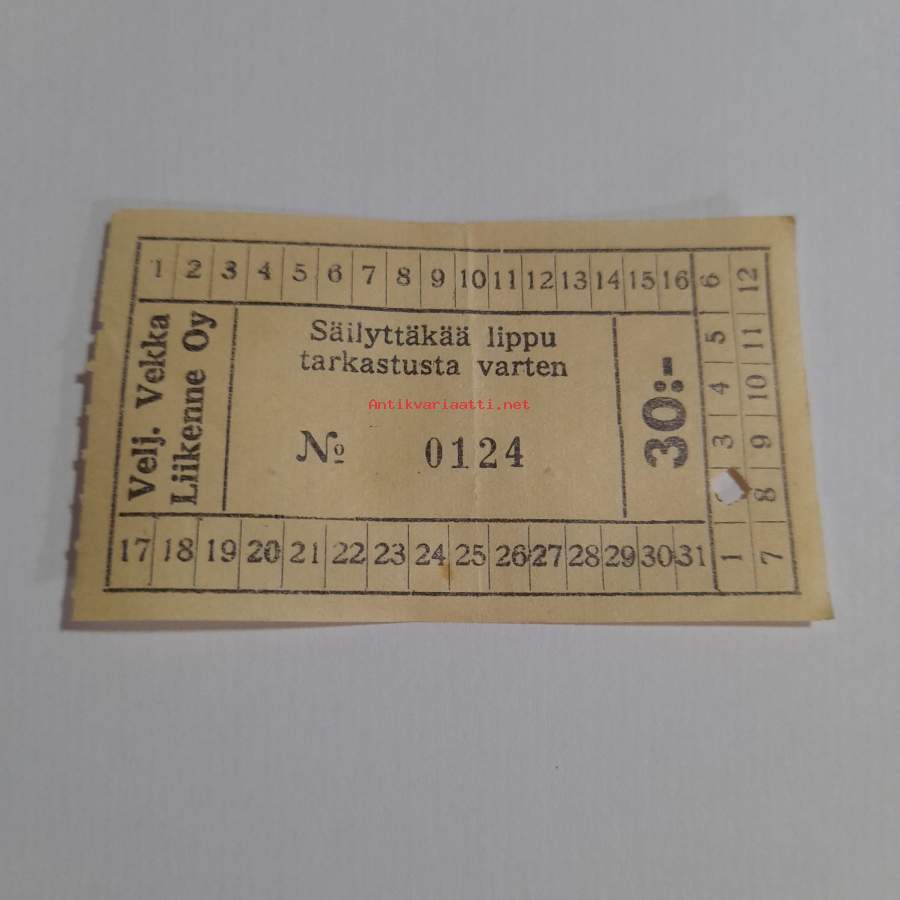 1 2 3 4 5 6 7 8 9 10 11 12 13 14 15 16
Velj. Vekka
Liikenne Oy
Säilyttäkää lippu
tarkastusta varten
Antikvariaatti.net
№ 0124
30:-
17 18 19 20 21 22 23 24 25 26 27 28 29 30 31
1 3 4 5 6
7 8 9 10 11 12